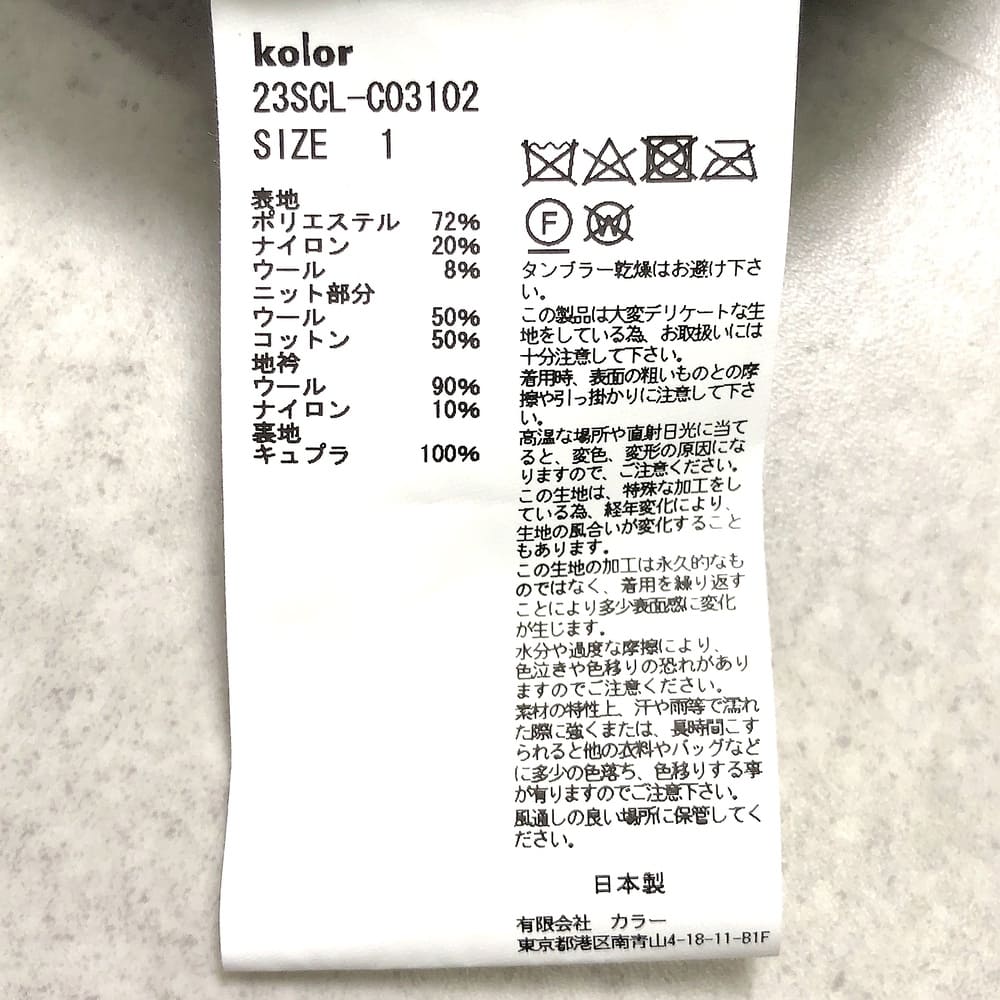 kolor
23SCL-C03102
SIZE 1
表地
ポリエステル 72%
ナイロン 20%
ウール 8%
ニット部分
ウール 50%
コットン 50%
地衿
ウール 90%
ナイロン 10%
裏地
キュプラ 100%
F
W
タンブラー乾燥はお避け下さ
い。
この製品は大変デリケートな生
地をしている為、お取扱いには
十分注意して下さい。
着用時、表面の粗いものとの摩
擦や引っ掛かりに注意して下さ
い。
高温な場所や直射日光に当て
ると、変色、変形の原因にな
りますので、ご注意ください。
この生地は、特殊な加工をし
ている為、経年変化により、
生地の風合いが変化すること
もあります。
この生地の加工は永久的なも
のではなく、着用を繰り返す
ことにより多少表面感に変化
が生じます。
水分や過度な摩擦により、
色泣きや色移りの恐れがあり
ますのでご注意ください。
素材の特性上、汗や雨等で濡れ
た際に強くまたは、長時間こす
られると他の衣料やバッグなど
に多少の色落ち、色移りする事
が有りますのでご注意下さい。
風通しの良い場所に保管してく
ださい。
日本製
有限会社 カラー
東京都港区南青山4-18-11-B1F